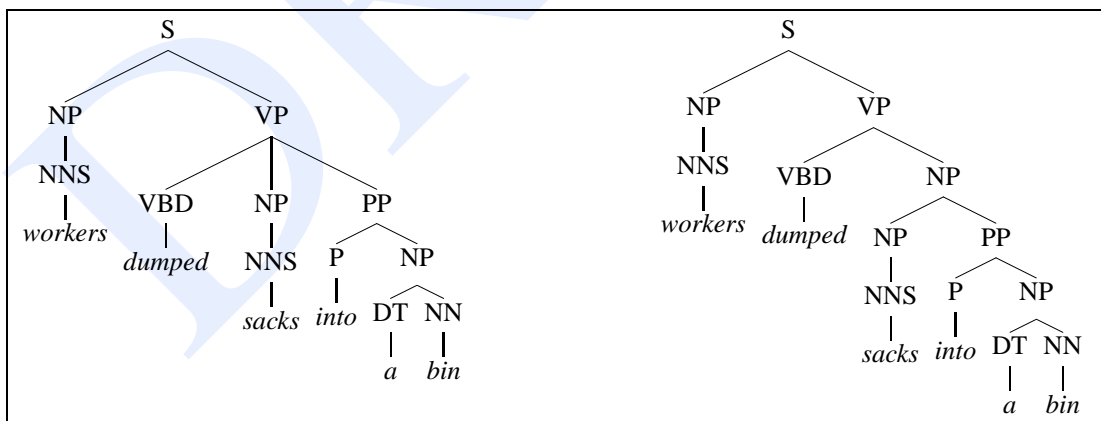 S
NP VP
NNS
VBD NP PP
workers
dumped NNS P NP
sacks into DT NN
a bin
S
NP VP
NNS VBD NP
workers dumped NP PP
NNS P NP
sacks into DT NN
a bin